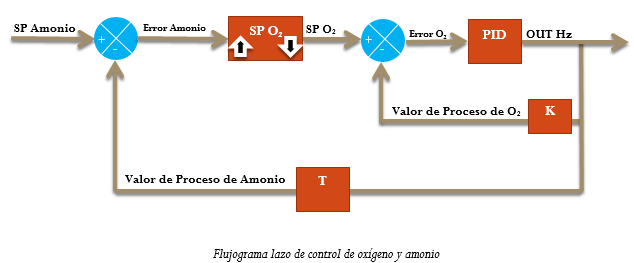 SP Amonio
+
-
Error Amonio
SP O₂
SP O₂
+
-
Error O₂
PID
OUT Hz
Valor de Proceso de O₂
K
Valor de Proceso de Amonio
T
Flujograma lazo de control de oxígeno y amonio